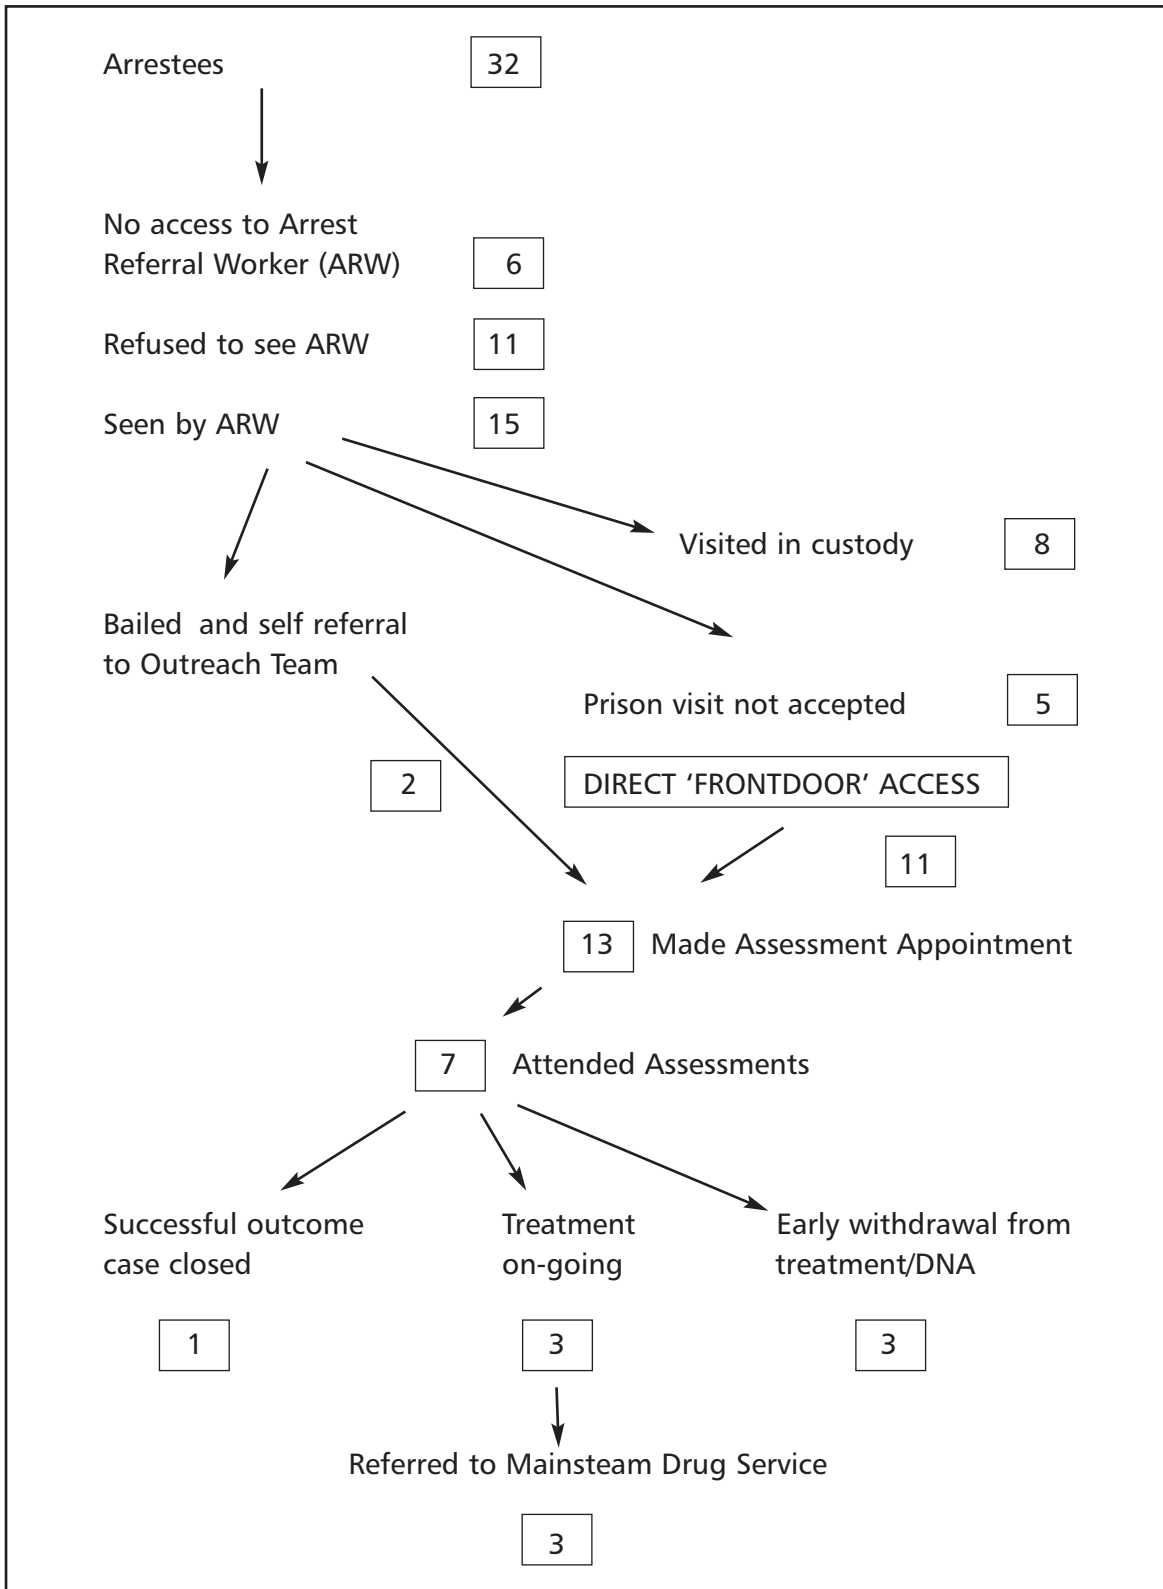 Arrestees 32
No access to Arrest
Referral Worker (ARW) 6
Refused to see ARW 11
Seen by ARW 15
Visited in custody 8
Bailed and self referral
to Outreach Team
Prison visit not accepted 5
2
DIRECT 'FRONTDOOR' ACCESS
11
13 Made Assessment Appointment
7 Attended Assessments
Successful outcome
case closed
1
Treatment
on-going
3
Early withdrawal from
treatment/DNA
3
Referred to Mainsteam Drug Service
3